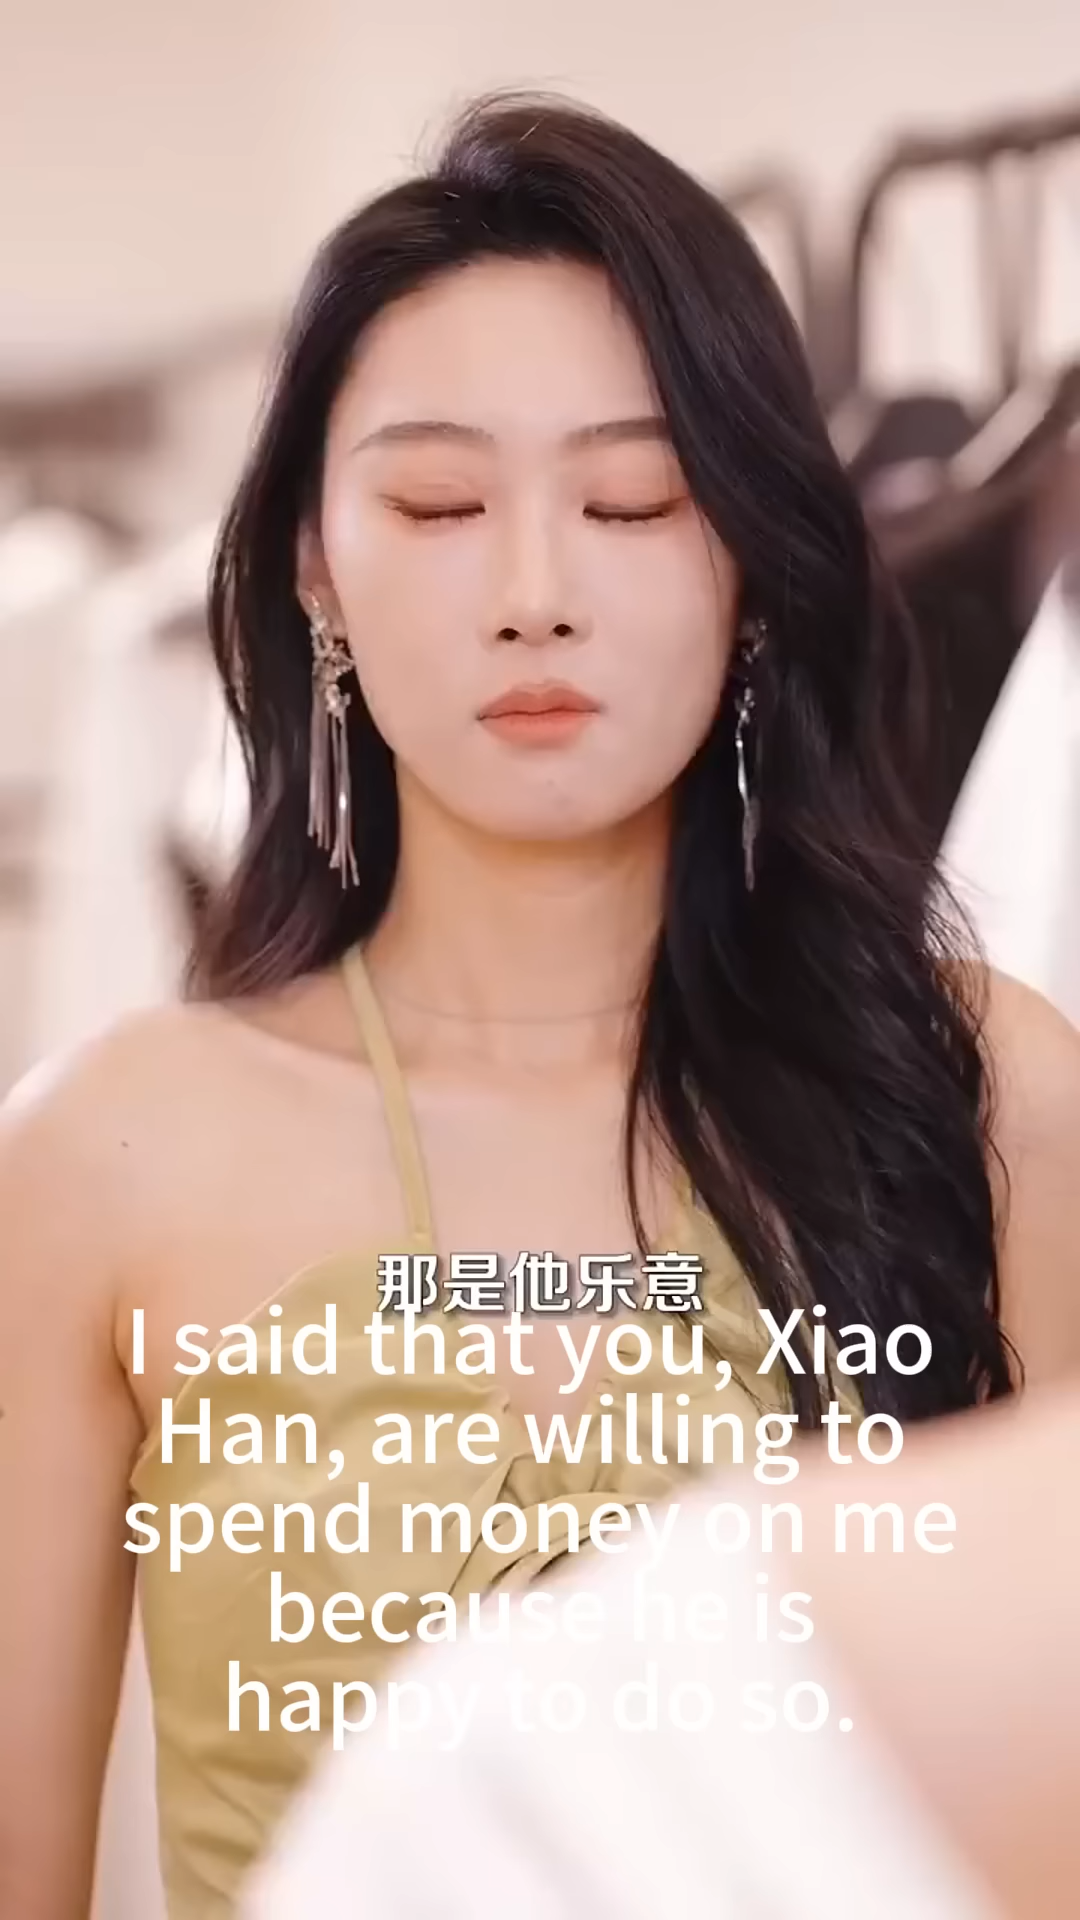 那是他乐意
I said that you, Xiao
Han, are willing to
spend money on me
because he is
happy to do so.